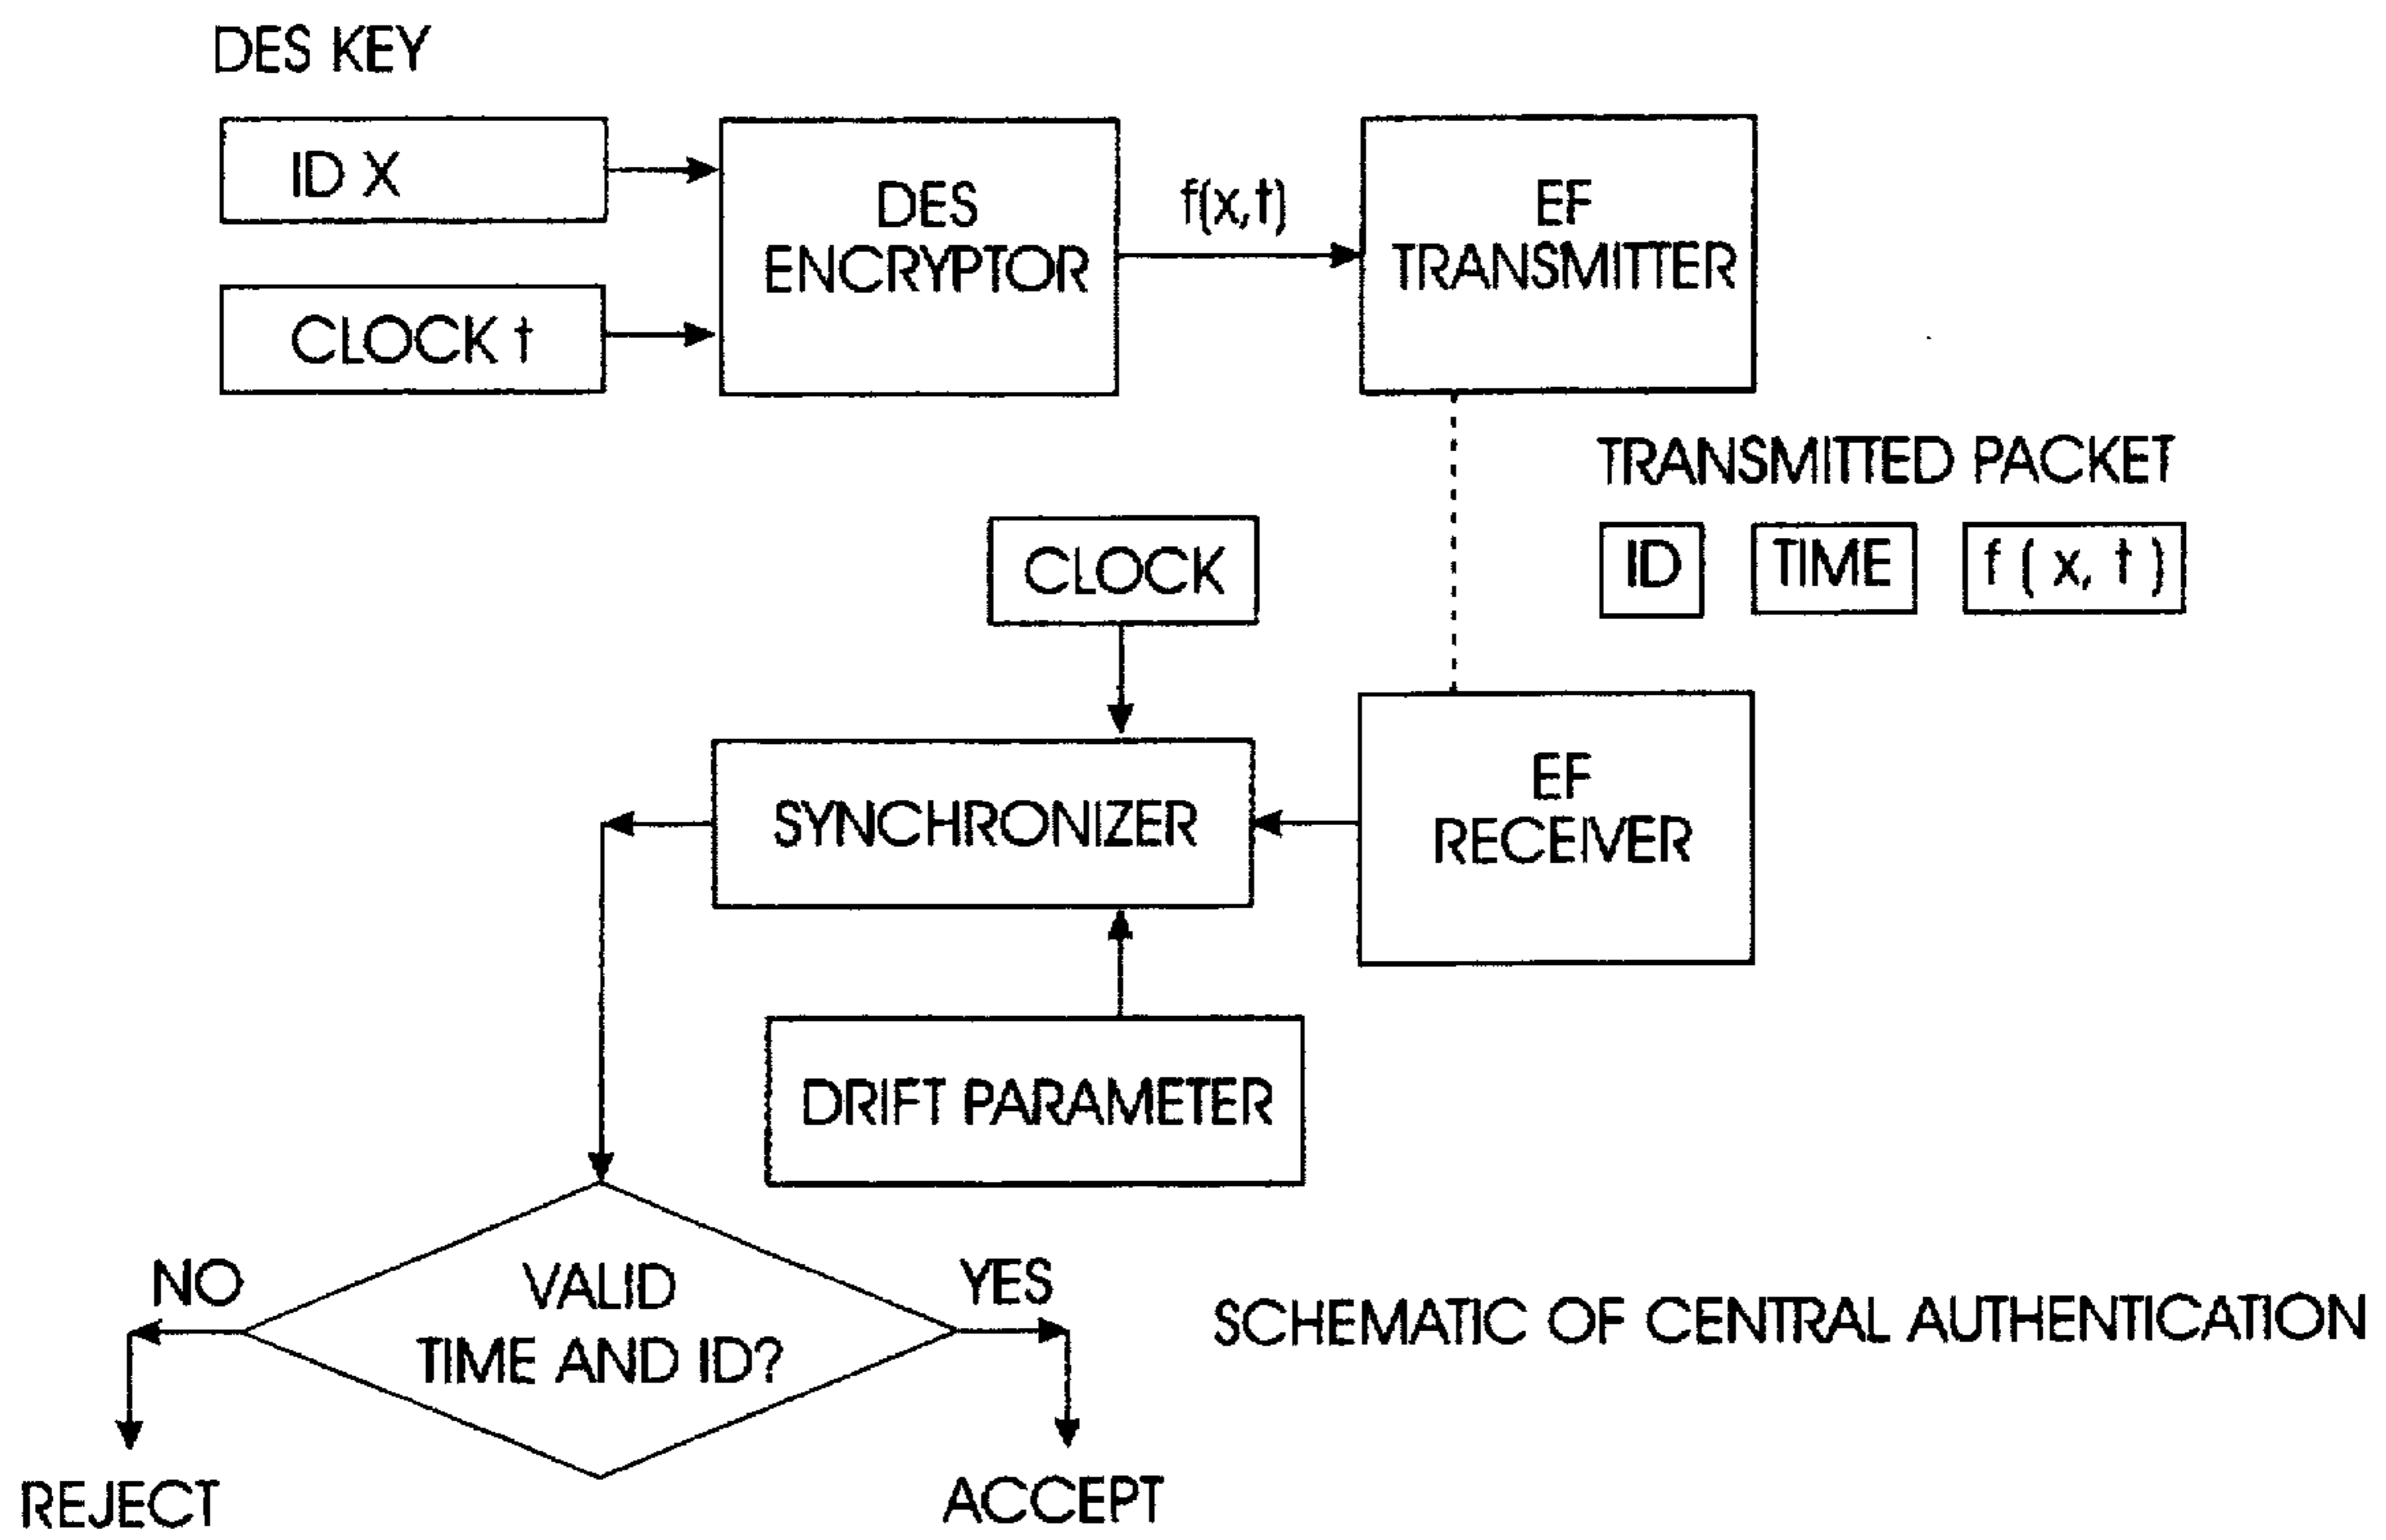 DES KEY
ID X
CLOCK t
DES
ENCRYPTOR
f(x,t)
EF
TRANSMITTER
TRANSMITTED PACKET
ID
TIME
f ( x, t )
CLOCK
SYNCHRONIZER
EF
RECEIVER
DRIFT PARAMETER
NO
VALID
TIME AND ID?
YES
REJECT
ACCEPT
SCHEMATIC OF CENTRAL AUTHENTICATION